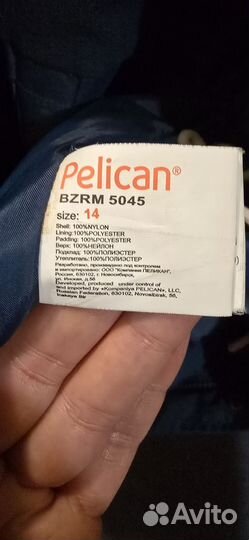 Pelican®
BZRM 5045
size: 14
Shell: 100%NYLON
Lining:100%POLYESTER
Padding: 100%POLYESTER
Верх: 100%НЕЙЛОН
Подклад: 100%ПОЛИЭСТЕР
Утеплитель: 100%ПОЛИЭСТЕР
Разработано, произведено под контролем
и импортировано: ООО "Компания ПЕЛИКАН",
Россия, 630102, г. Новосибирск,
ул. Инская, д.56
Developed, produced under control of
and imported by «Kompaniya PELICAN», LLC,
Russian Federation, 630102, Novosibirsk, 56,
Inskaya Str
Avito